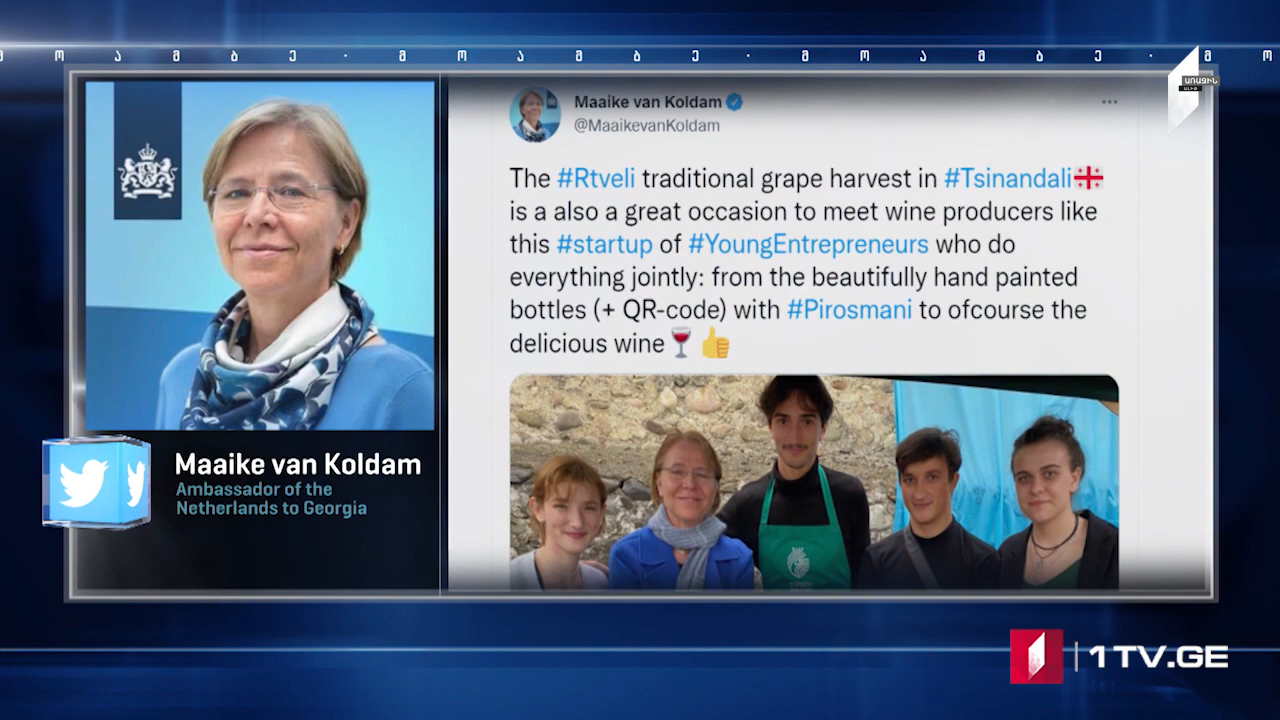 მ ო ა მ ბ ე · მ ო ა მ ბ ე · მ ო ა მ ბ ე · მ ო
ԱՌԱՋԻՆ
ԱԼԻՔ
Maaike van Koldam
@MaaikevanKoldam
The #Rtveli traditional grape harvest in #Tsinandali🇬🇪
is a also a great occasion to meet wine producers like
this #startup of #YoungEntrepreneurs who do
everything jointly: from the beautifully hand painted
bottles (+ QR-code) with #Pirosmani to ofcourse the
delicious wine🍷👍
Maaike van Koldam
Ambassador of the
Netherlands to Georgia
1TV.GE